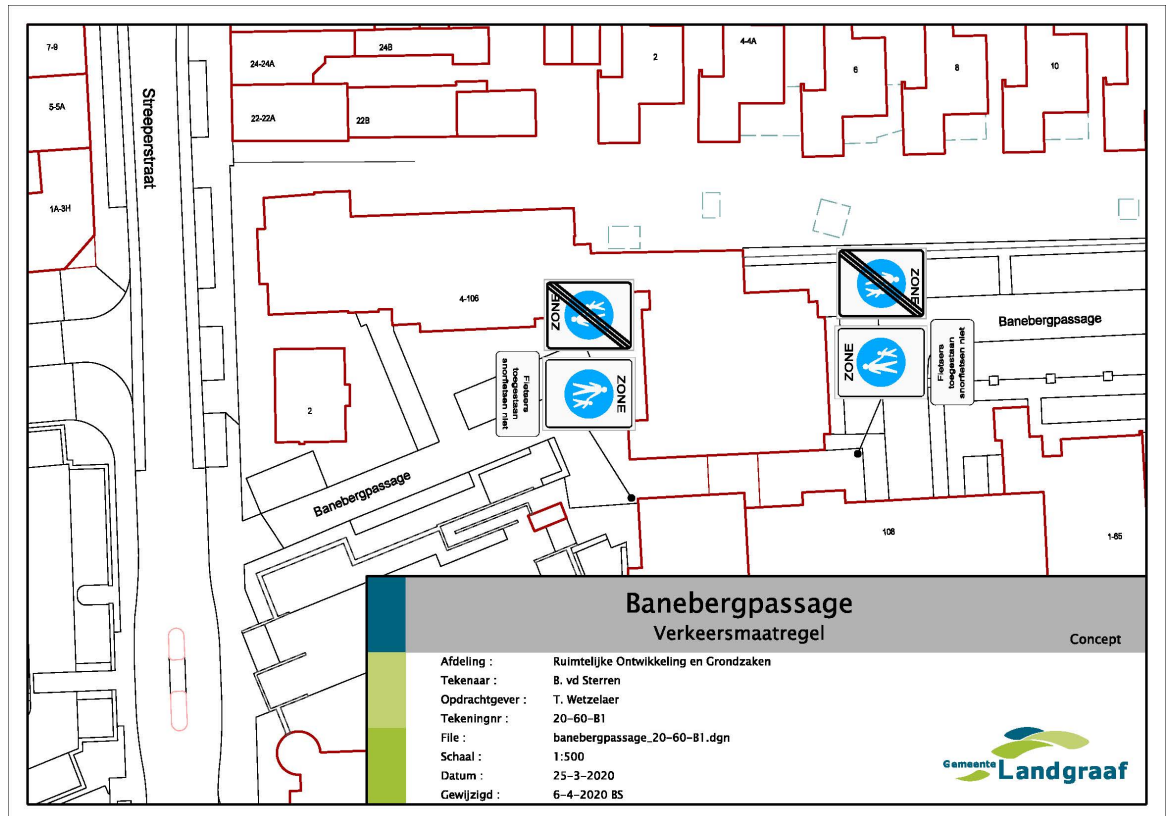 7-9
5-5A
1A-3H
Streeperstraat
24-24A
24B
22-22A
22B
2
4-4A
6
8
10
4-106
2
ZONE
ZONE
Fietsers
toegestaan
snorfietsen niet
ZONE
ZONE
Fietsers
toegestaan
snorfietsen niet
Banebergpassage
Banebergpassage
108
1-65
Banebergpassage
Verkeersmaatregel
Concept
Afdeling : Ruimtelijke Ontwikkeling en Grondzaken
Tekenaar : B. vd Sterren
Opdrachtgever : T. Wetzelaer
Tekeningnr : 20-60-B1
File : banebergpassage_20-60-B1.dgn
Schaal : 1:500
Datum : 25-3-2020
Gewijzigd : 6-4-2020 BS
Gemeente Landgraaf